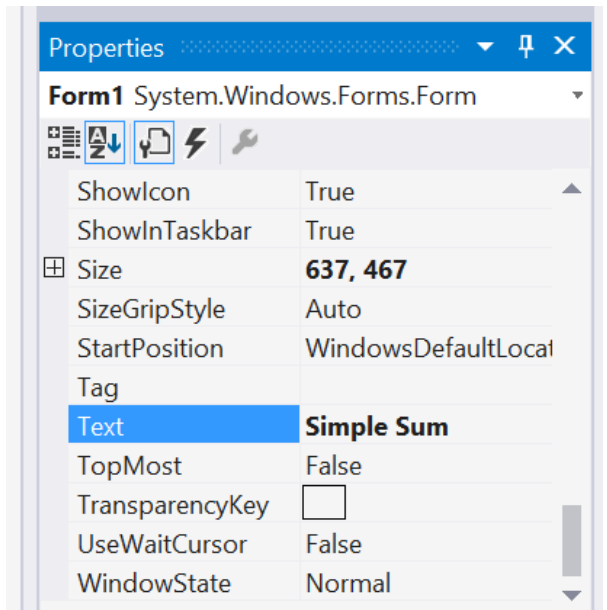 Properties
Form1 System.Windows.Forms.Form
ShowIcon True
ShowInTaskbar True
Size 637, 467
SizeGripStyle Auto
StartPosition WindowsDefaultLocat
Tag
Text Simple Sum
TopMost False
TransparencyKey
UseWaitCursor False
WindowState Normal